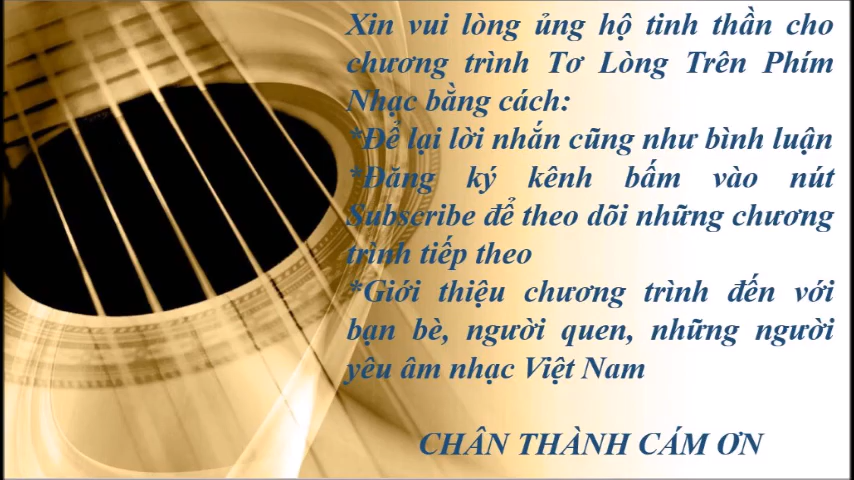 Xin vui lòng ủng hộ tinh thần cho
chương trình Tơ Lòng Trên Phím
Nhạc bằng cách:
*Để lại lời nhắn cũng như bình luận
*Đăng ký kênh bấm vào nút
Subscribe để theo dõi những chương
trình tiếp theo
*Giới thiệu chương trình đến với
bạn bè, người quen, những người
yêu âm nhạc Việt Nam
CHÂN THÀNH CÁM ƠN